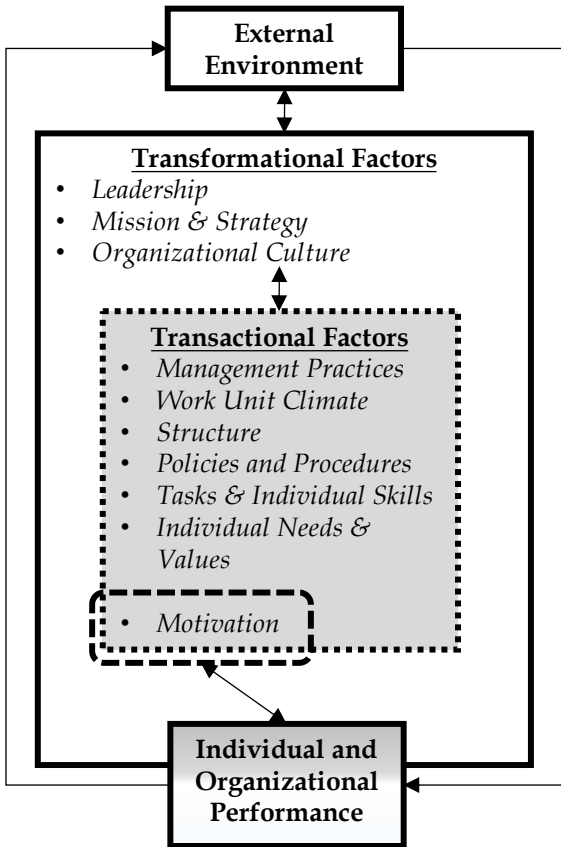 External
Environment
Transformational Factors
• Leadership
• Mission & Strategy
• Organizational Culture
Transactional Factors
• Management Practices
• Work Unit Climate
• Structure
• Policies and Procedures
• Tasks & Individual Skills
• Individual Needs &
Values
• Motivation
Individual and
Organizational
Performance